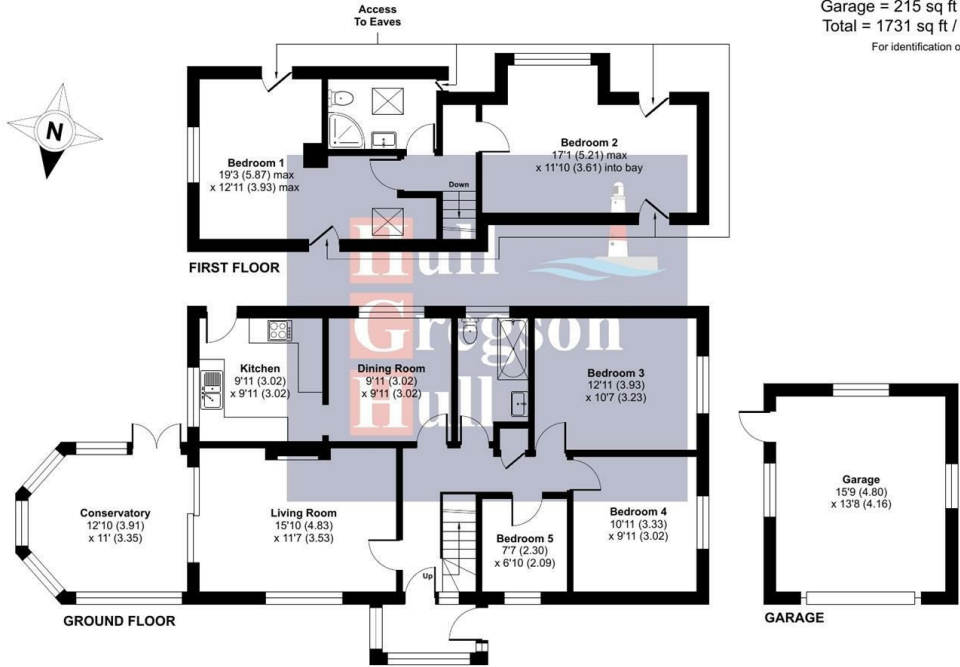 Access
To Eaves
Garage = 215 sq ft
Total = 1731 sq ft /
For identification o
N
Bedroom 1
19'3 (5.87) max
x 12'11 (3.93) max
Bedroom 2
17'1 (5.21) max
x 11'10 (3.61) into bay
Down
FIRST FLOOR
Hull
Gregson
Hull
Kitchen
9'11 (3.02)
x 9'11 (3.02)
Dining Room
9'11 (3.02)
x 9'11 (3.02)
Bedroom 3
12'11 (3.93)
x 10'7 (3.23)
Conservatory
12'10 (3.91)
x 11' (3.35)
Living Room
15'10 (4.83)
x 11'7 (3.53)
Bedroom 4
10'11 (3.33)
x 9'11 (3.02)
Bedroom 5
7'7 (2.30)
x 6'10 (2.09)
Up
GROUND FLOOR
Garage
15'9 (4.80)
x 13'8 (4.16)
GARAGE